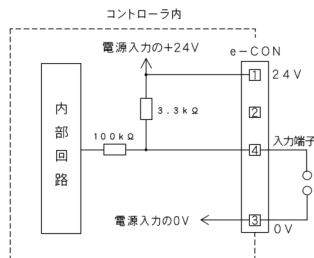 コントローラ内
電源入力の+24V
e-CON
1
24V
2
3.3kΩ
100kΩ
内部回路
4
入力端子
電源入力の0V
3
0V